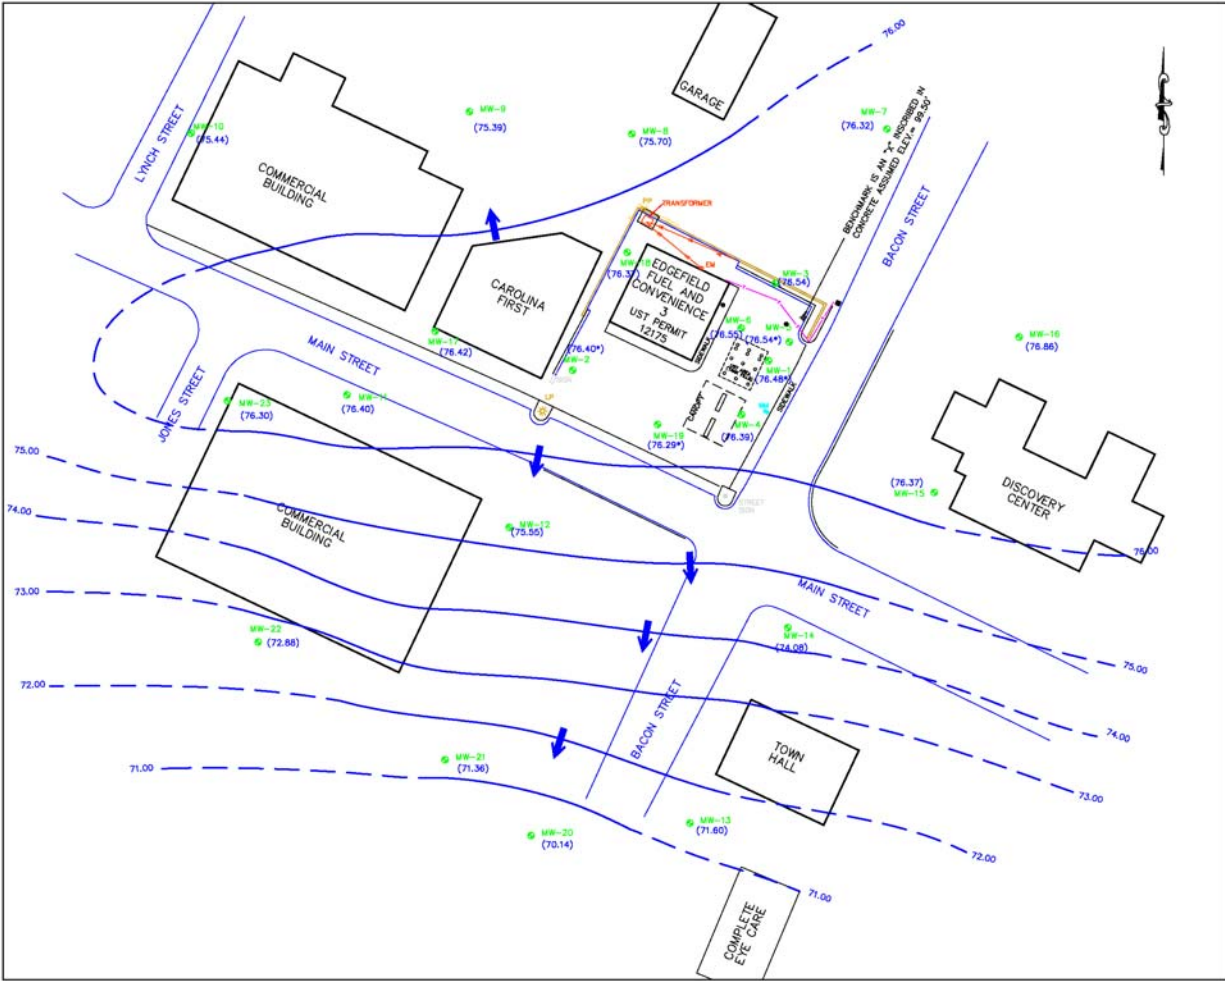 76.00
GARAGE
MW-9
(75.39)
MW-8
(75.70)
MW-7
(76.32)
MW-10
(75.44)
LYNCH STREET
COMMERCIAL
BUILDING
BENCHMARK IS AN "X" INSCRIBED IN
CONCRETE ASSUMED ELEV.= 99.50'
BACON STREET
PP
TRANSFORMER
EM
MW-18
(76.37)
MW-3
(76.54)
EDGEFIELD
FUEL AND
CONVENIENCE
3
UST PERMIT
12175
CAROLINA
FIRST
MW-6
(76.55)
(76.54*)
MW-16
(76.86)
MW-17
(76.42)
(76.40*)
MW-2
SIDEWALK
MW-1
(76.48*)
SIDEWALK
MAIN STREET
JONES STREET
MW-23
(76.30)
MW-11
(76.40)
LP
CANOPY
MW-4
(76.39)
MW-19
(76.29*)
STREET
SIGN
(76.37)
MW-15
DISCOVERY
CENTER
75.00
74.00
COMMERCIAL
BUILDING
MW-12
(75.55)
76.00
73.00
MAIN STREET
MW-22
(72.88)
MW-14
(74.08)
75.00
72.00
BACON STREET
74.00
TOWN
HALL
71.00
MW-21
(71.36)
73.00
MW-20
(70.14)
MW-13
(71.60)
72.00
71.00
COMPLETE
EYE CARE